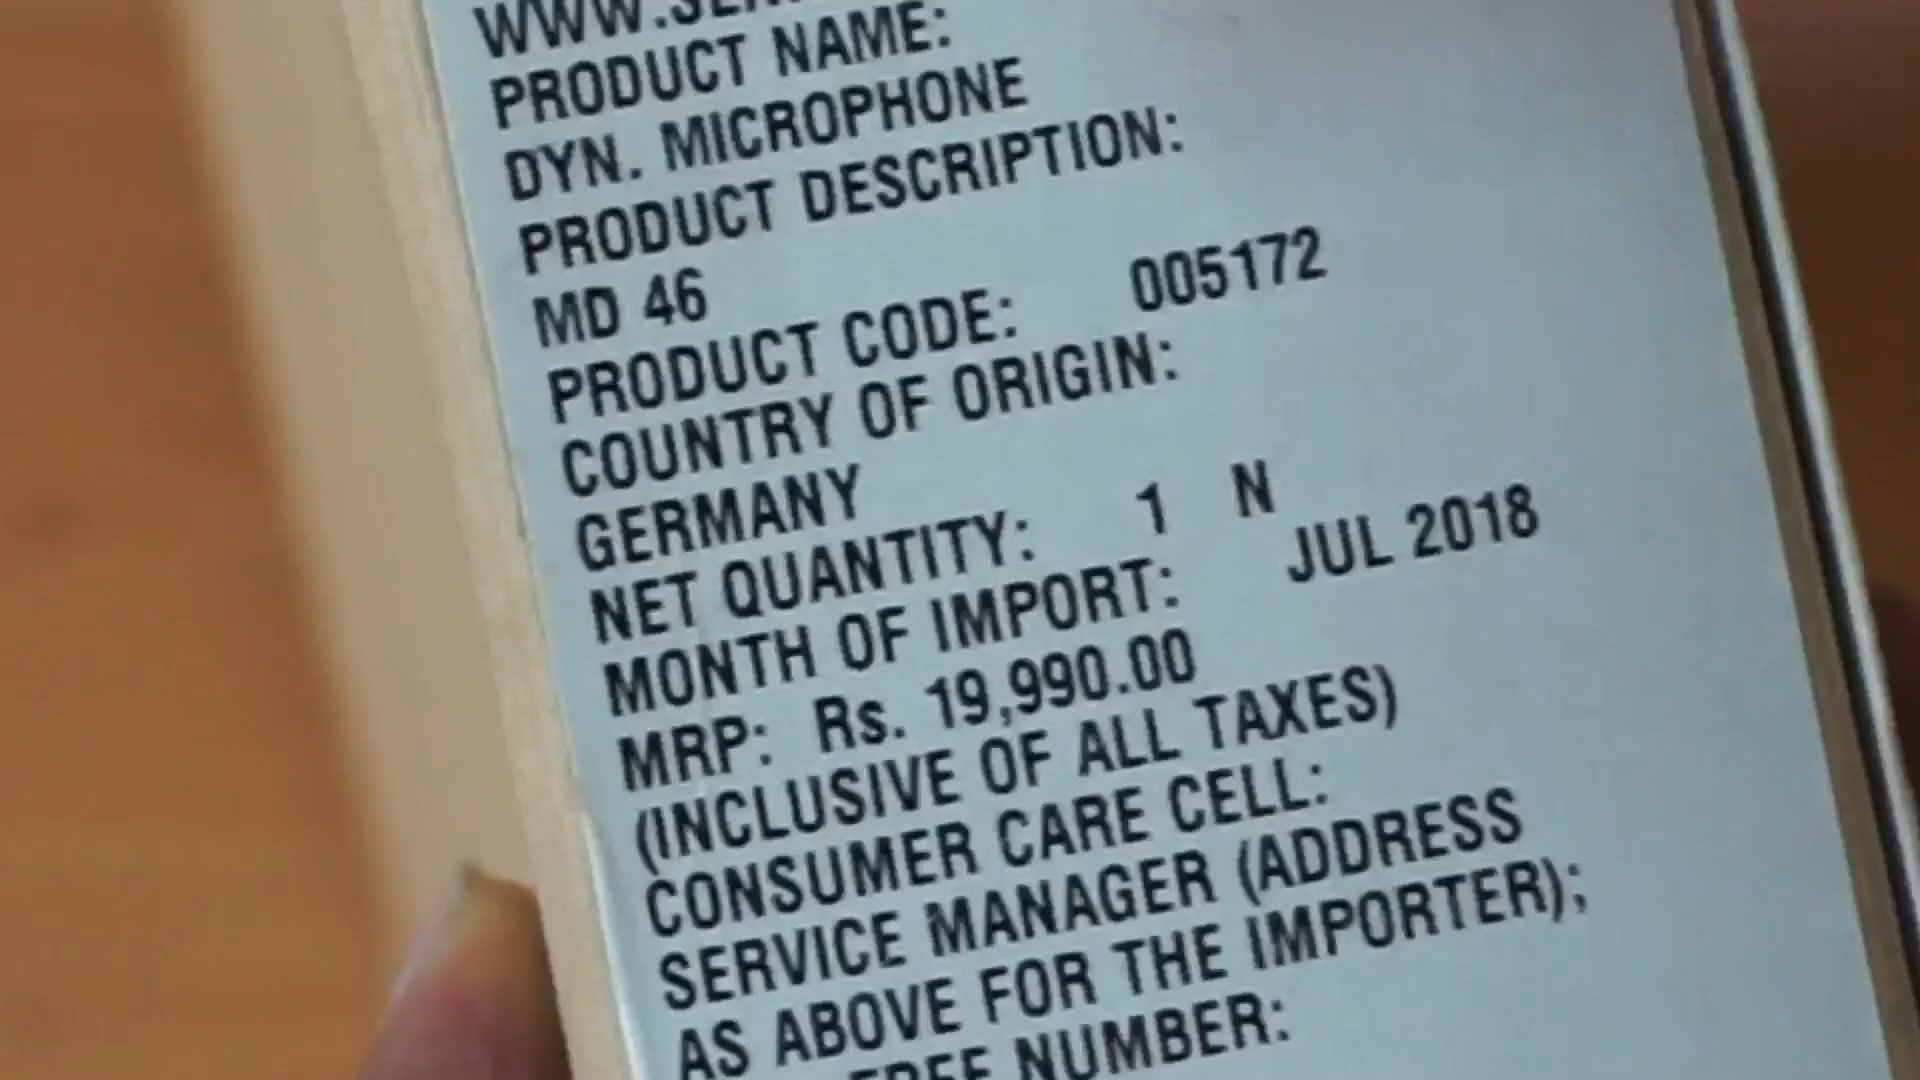 PRODUCT NAME:
DYN. MICROPHONE
PRODUCT DESCRIPTION:
MD 46
PRODUCT CODE: 005172
COUNTRY OF ORIGIN:
GERMANY
NET QUANTITY: 1 N
MONTH OF IMPORT: JUL 2018
MRP: Rs. 19,990.00
(INCLUSIVE OF ALL TAXES)
CONSUMER CARE CELL:
SERVICE MANAGER (ADDRESS
AS ABOVE FOR THE IMPORTER);
FREE NUMBER: